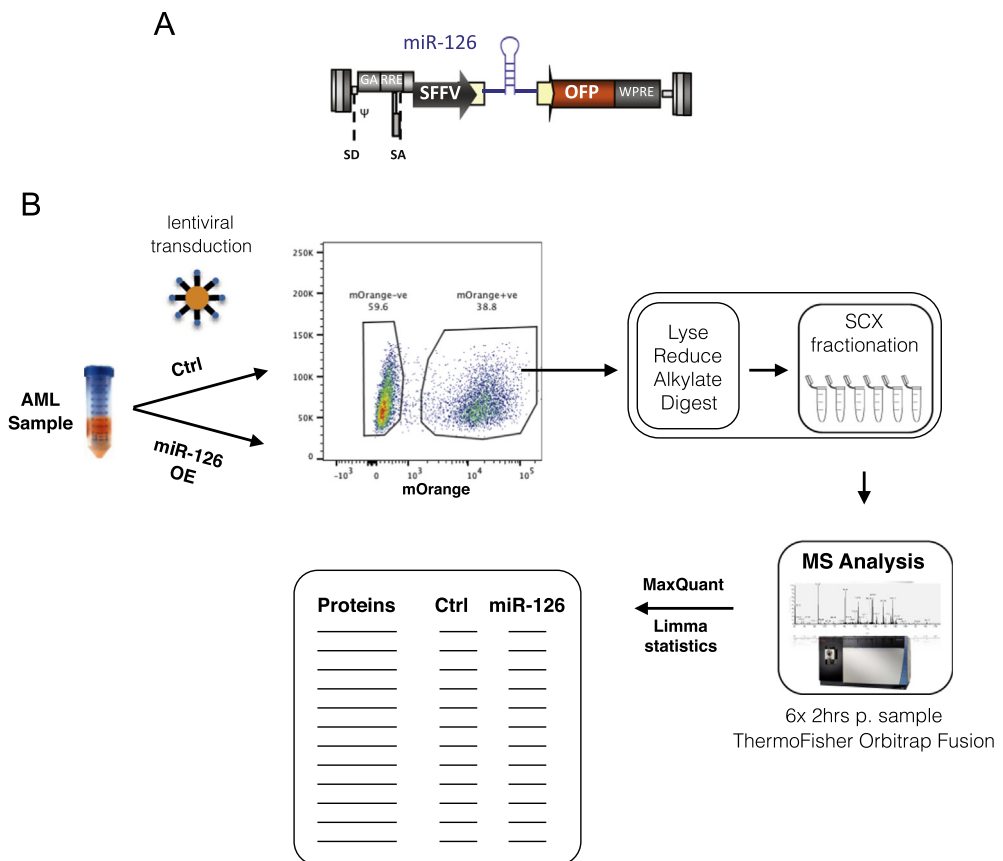 A
miR-126
GA RRE
SFFV
OFP
WPRE
Ψ
SD
SA
B
lentiviral
transduction
AML
Sample
Ctrl
miR-126
OE
250K
200K
150K
100K
50K
0
mOrange-ve
59.6
mOrange+ve
38.8
-10³ 0 10³ 10⁴ 10⁵
mOrange
Lyse
Reduce
Alkylate
Digest
SCX
fractionation
MS Analysis
6x 2hrs p. sample
ThermoFisher Orbitrap Fusion
MaxQuant
Limma
statistics
Proteins Ctrl miR-126